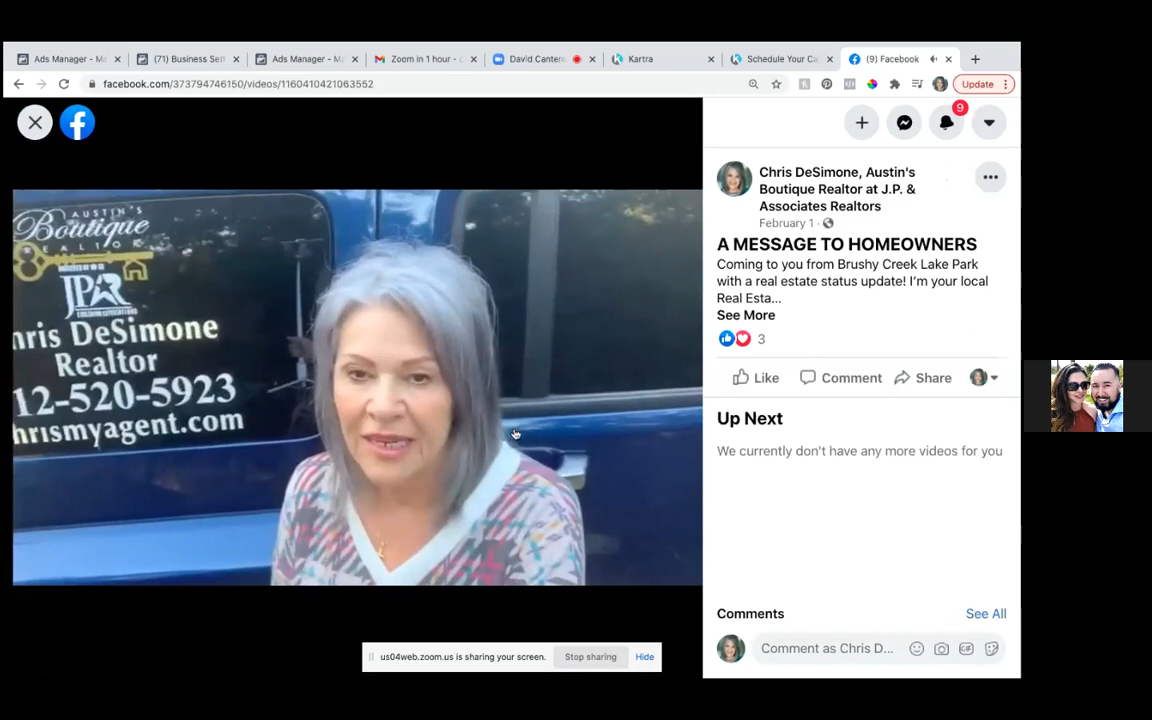 Ads Manager - M
(71) Business Set
Ads Manager - M
Zoom in 1 hour -
David Canter
Kartra
Schedule Your Ca
(9) Facebook
facebook.com/373794746150/videos/1160410421063552
Update
9
Chris DeSimone, Austin's
Boutique Realtor at J.P. &
Associates Realtors
February 1 ·
A MESSAGE TO HOMEOWNERS
Coming to you from Brushy Creek Lake Park
with a real estate status update! I'm your local
Real Esta...
See More
3
Like
Comment
Share
Up Next
We currently don't have any more videos for you
Comments
See All
Comment as Chris D...
AUSTIN'S
Boutique
REALTOR
JPAR
hris DeSimone
Realtor
12-520-5923
hrismyagent.com
us04web.zoom.us is sharing your screen.
Stop sharing
Hide